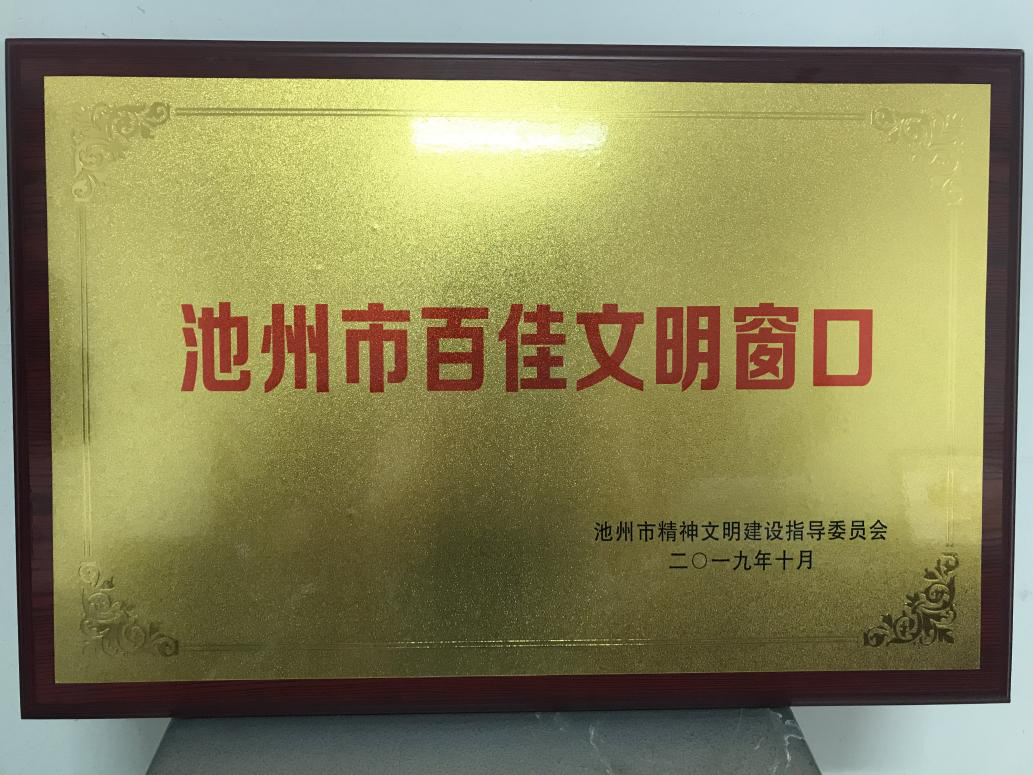 池州市百佳文明窗口
池州市精神文明建设指导委员会
二〇一九年十月